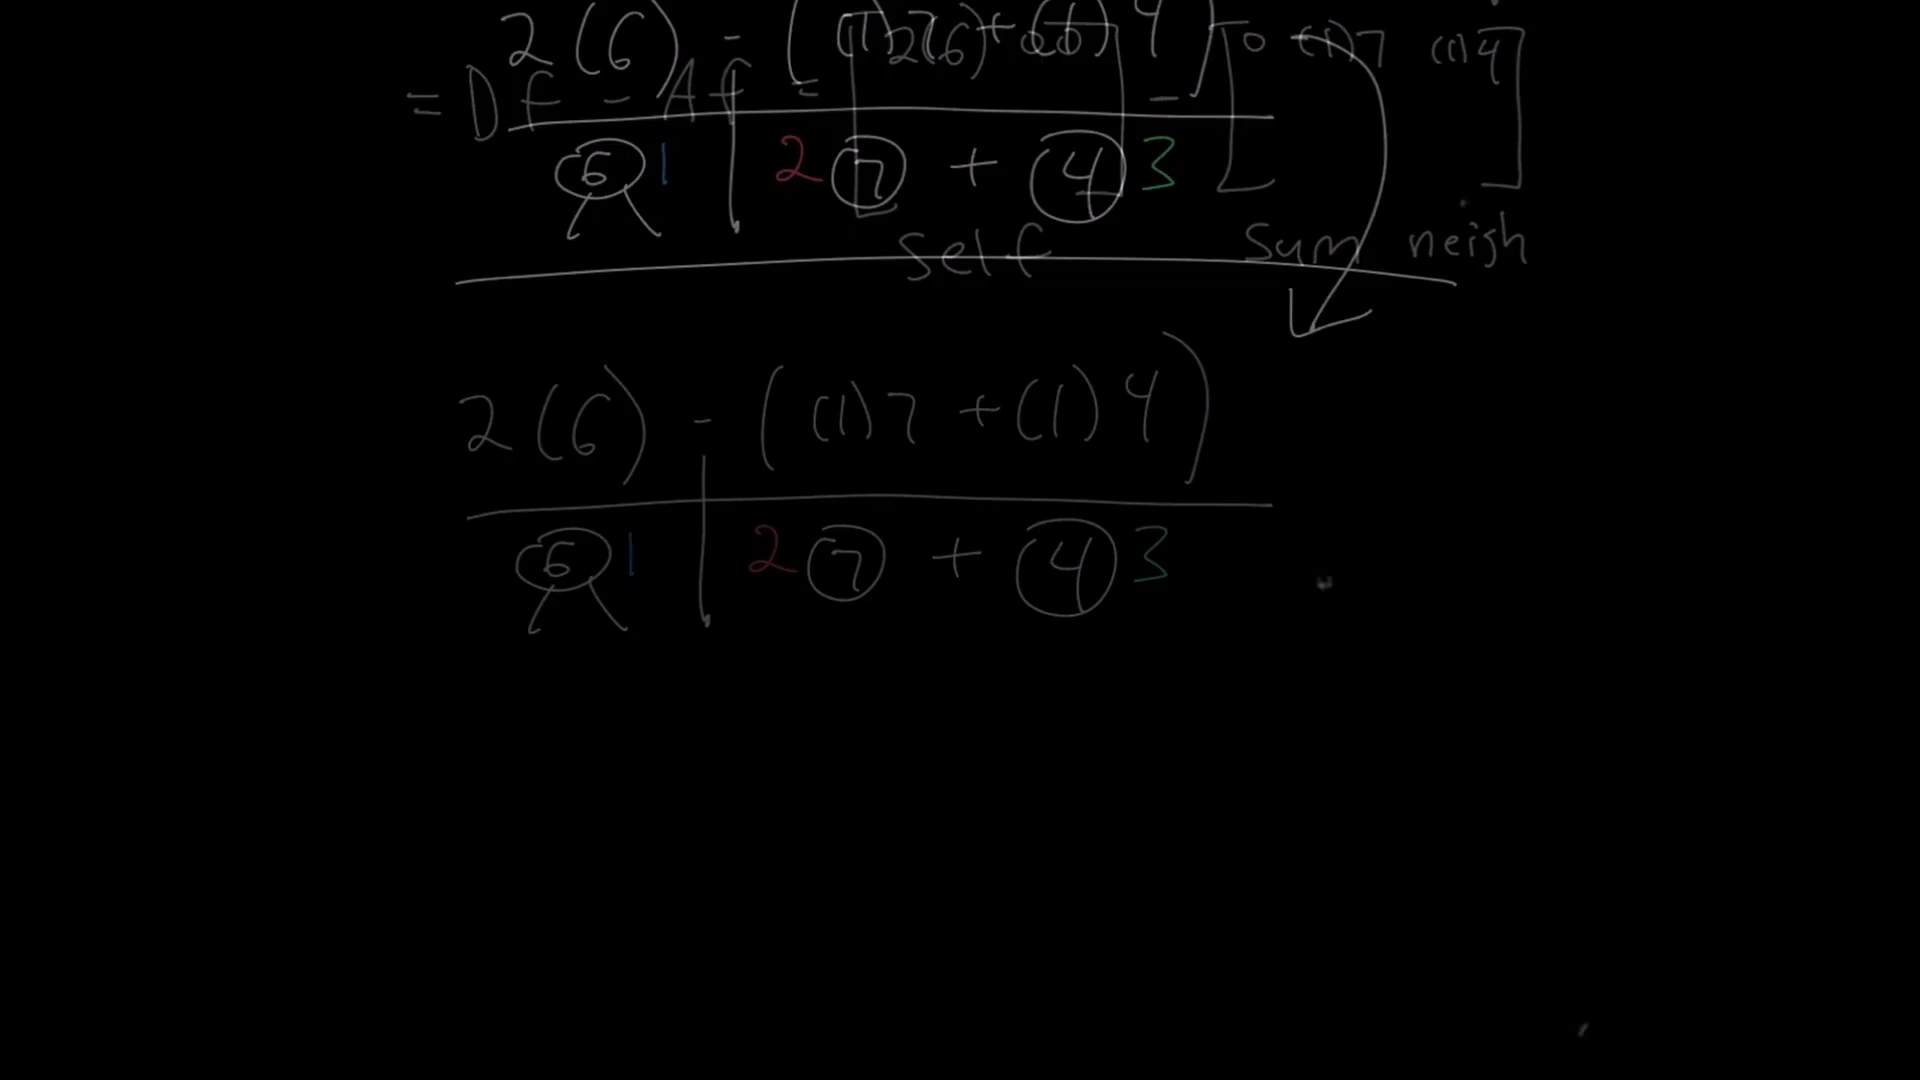 2(6) - ((1)7 + (1)4)
= Df - Af = [2(6)] - [0 (1)7 (1)4]
6 1 | 2 7 + 4 3
self sum neigh
2(6) - ((1)7 + (1)4)
6 1 | 2 7 + 4 3